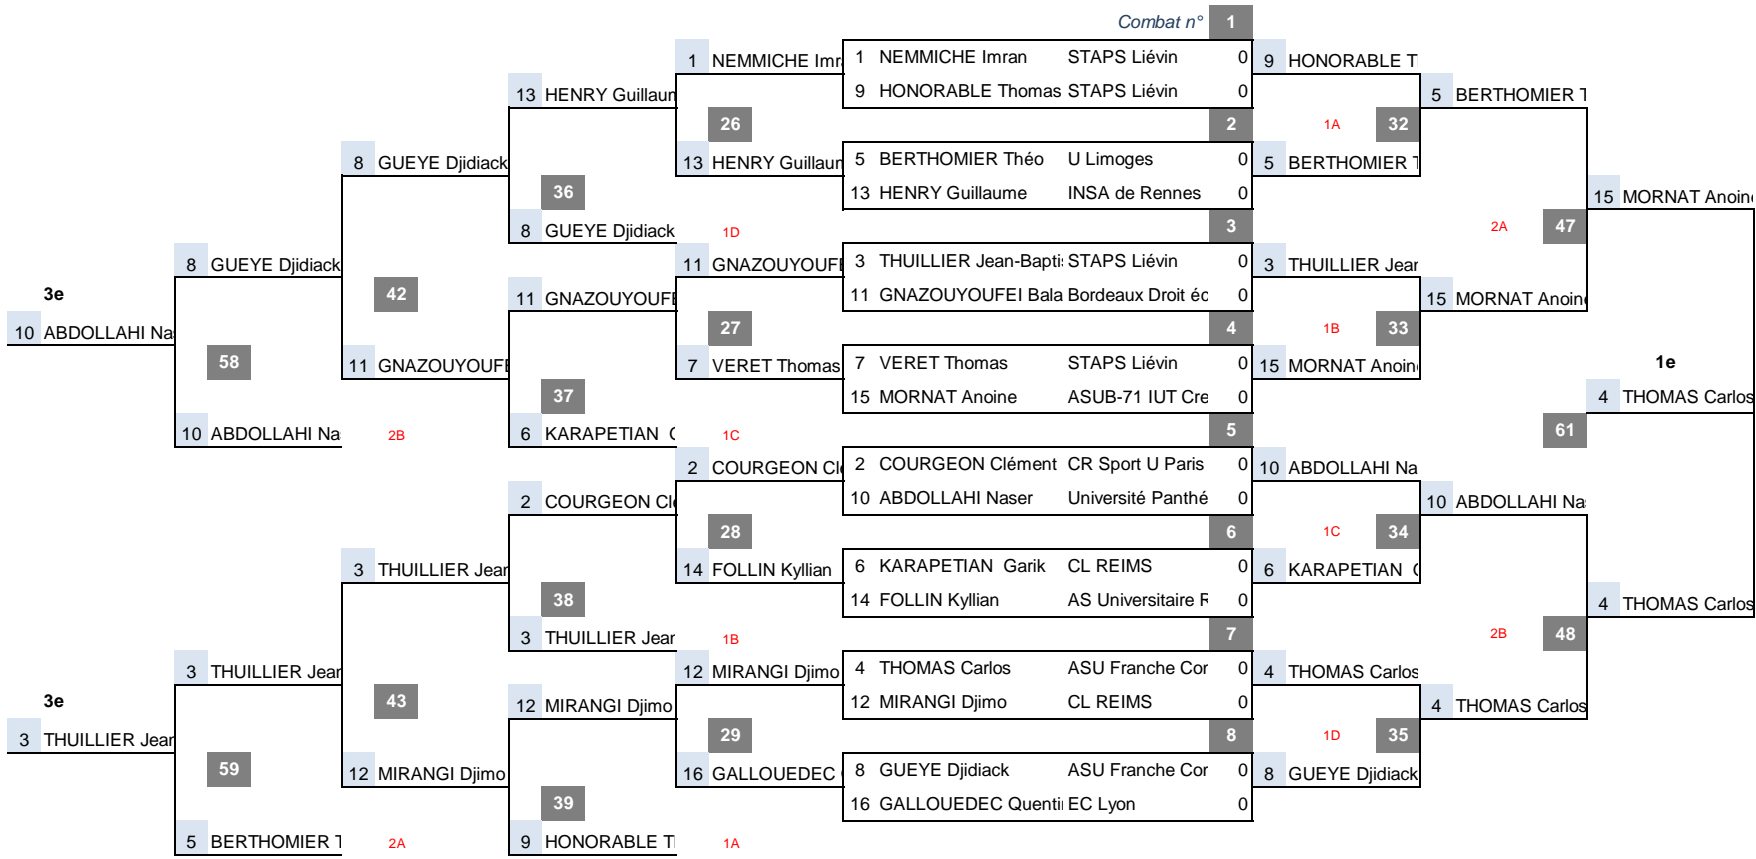 Combat n° 1
1 NEMMICHE Imr 1 NEMMICHE Imran STAPS Liévin 0 9 HONORABLE T
13 HENRY Guillaum 9 HONORABLE Thomas STAPS Liévin 0 5 BERTHOMIER T
26 2 1A 32
8 GUEYE Djidiack 13 HENRY Guillaum 5 BERTHOMIER Théo U Limoges 0 5 BERTHOMIER T
36 13 HENRY Guillaume INSA de Rennes 0 15 MORNAT Anoine
8 GUEYE Djidiack 1D 3 2A 47
8 GUEYE Djidiack 11 GNAZOUYOUFE 3 THUILLIER Jean-Baptis STAPS Liévin 0 3 THUILLIER Jear
3e 42 11 GNAZOUYOUFE 11 GNAZOUYOUFEI Bala Bordeaux Droit éc 0 15 MORNAT Anoine
10 ABDOLLAHI Na 27 4 1B 33
58 11 GNAZOUYOUFE 7 VERET Thomas 7 VERET Thomas STAPS Liévin 0 15 MORNAT Anoine 1e
37 15 MORNAT Anoine ASUB-71 IUT Cre 0 4 THOMAS Carlos
10 ABDOLLAHI Na 2B 6 KARAPETIAN G 1C 5 61
2 COURGEON Cl 2 COURGEON Clément CR Sport U Paris 0 10 ABDOLLAHI Na
2 COURGEON Cl 10 ABDOLLAHI Naser Université Panthé 0 10 ABDOLLAHI Na
28 6 1C 34
3 THUILLIER Jear 14 FOLLIN Kyllian 6 KARAPETIAN Garik CL REIMS 0 6 KARAPETIAN G
38 14 FOLLIN Kyllian AS Universitaire R 0 4 THOMAS Carlos
3 THUILLIER Jear 1B 7 2B 48
3 THUILLIER Jear 12 MIRANGI Djimo 4 THOMAS Carlos ASU Franche Cor 0 4 THOMAS Carlos
3e 43 12 MIRANGI Djimo 12 MIRANGI Djimo CL REIMS 0 4 THOMAS Carlos
3 THUILLIER Jear 29 8 1D 35
59 12 MIRANGI Djimo 16 GALLOUEDEC 8 GUEYE Djidiack ASU Franche Cor 0 8 GUEYE Djidiack
39 16 GALLOUEDEC Quentin EC Lyon 0
5 BERTHOMIER T 2A 9 HONORABLE T 1A